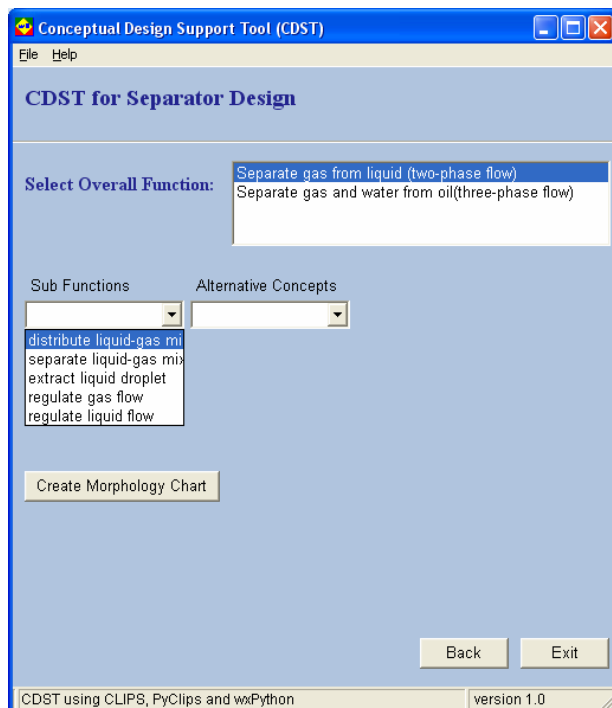 Conceptual Design Support Tool (CDST)
File Help
CDST for Separator Design
Select Overall Function:
Separate gas from liquid (two-phase flow)
Separate gas and water from oil(three-phase flow)
Sub Functions Alternative Concepts
distribute liquid-gas mi
separate liquid-gas mix
extract liquid droplet
regulate gas flow
regulate liquid flow
Create Morphology Chart
Back Exit
CDST using CLIPS, PyClips and wxPython version 1.0